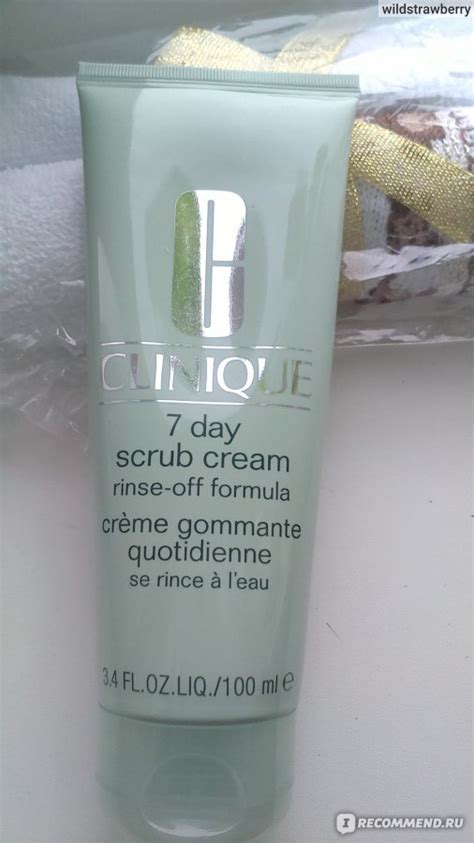 wildstrawberry
CLINIQUE
7 day
scrub cream
rinse-off formula
crème gommante
quotidienne
se rince à l'eau
3.4 FL.OZ.LIQ./100 ml e
I RECOMMEND.RU